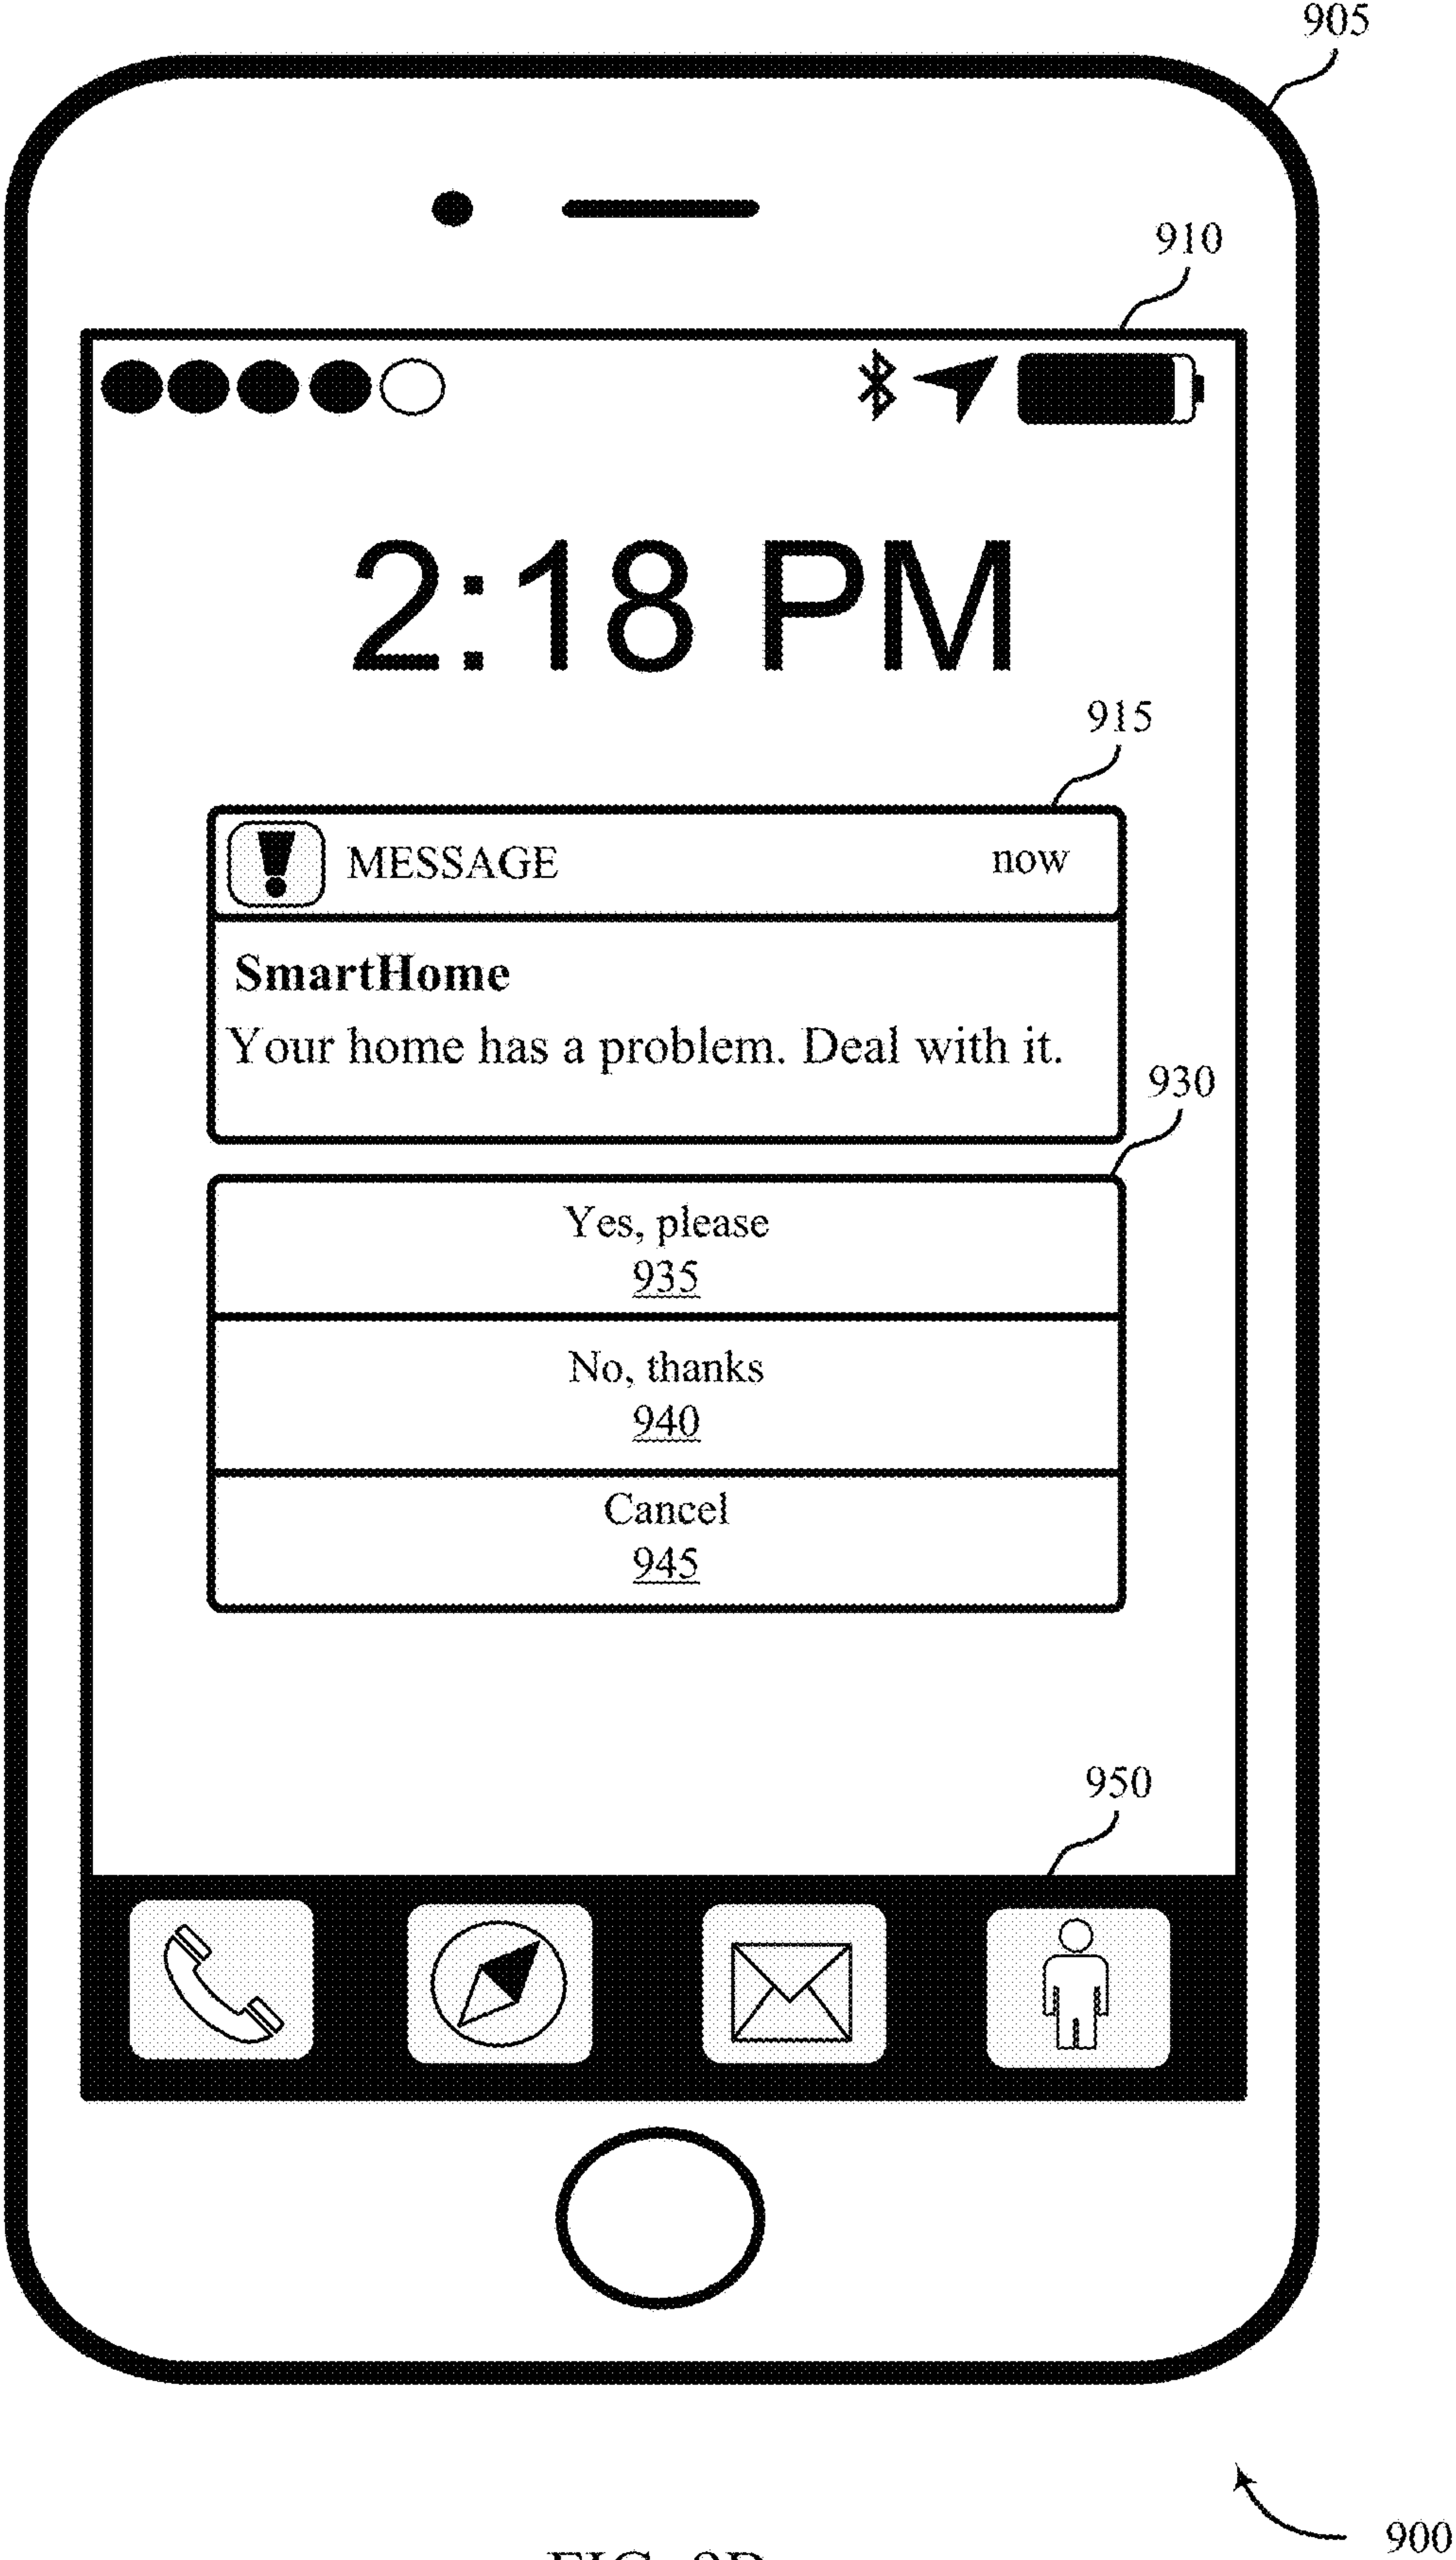 905
910
2:18 PM
915
MESSAGE now
SmartHome
Your home has a problem. Deal with it.
930
Yes, please
935
No, thanks
940
Cancel
945
950
900